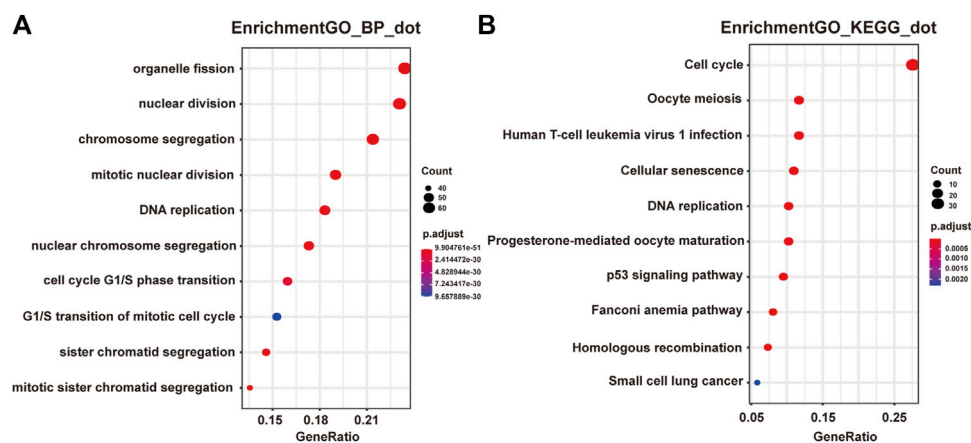 A
EnrichmentGO_BP_dot
organelle fission
nuclear division
chromosome segregation
mitotic nuclear division
DNA replication
nuclear chromosome segregation
cell cycle G1/S phase transition
G1/S transition of mitotic cell cycle
sister chromatid segregation
mitotic sister chromatid segregation
0.15 0.18 0.21
GeneRatio
Count
40
50
60
p.adjust
9.904761e-51
2.414472e-30
4.828944e-30
7.243417e-30
9.657889e-30
B
EnrichmentGO_KEGG_dot
Cell cycle
Oocyte meiosis
Human T-cell leukemia virus 1 infection
Cellular senescence
DNA replication
Progesterone-mediated oocyte maturation
p53 signaling pathway
Fanconi anemia pathway
Homologous recombination
Small cell lung cancer
0.05 0.15 0.25
GeneRatio
Count
10
20
30
p.adjust
0.0005
0.0010
0.0015
0.0020